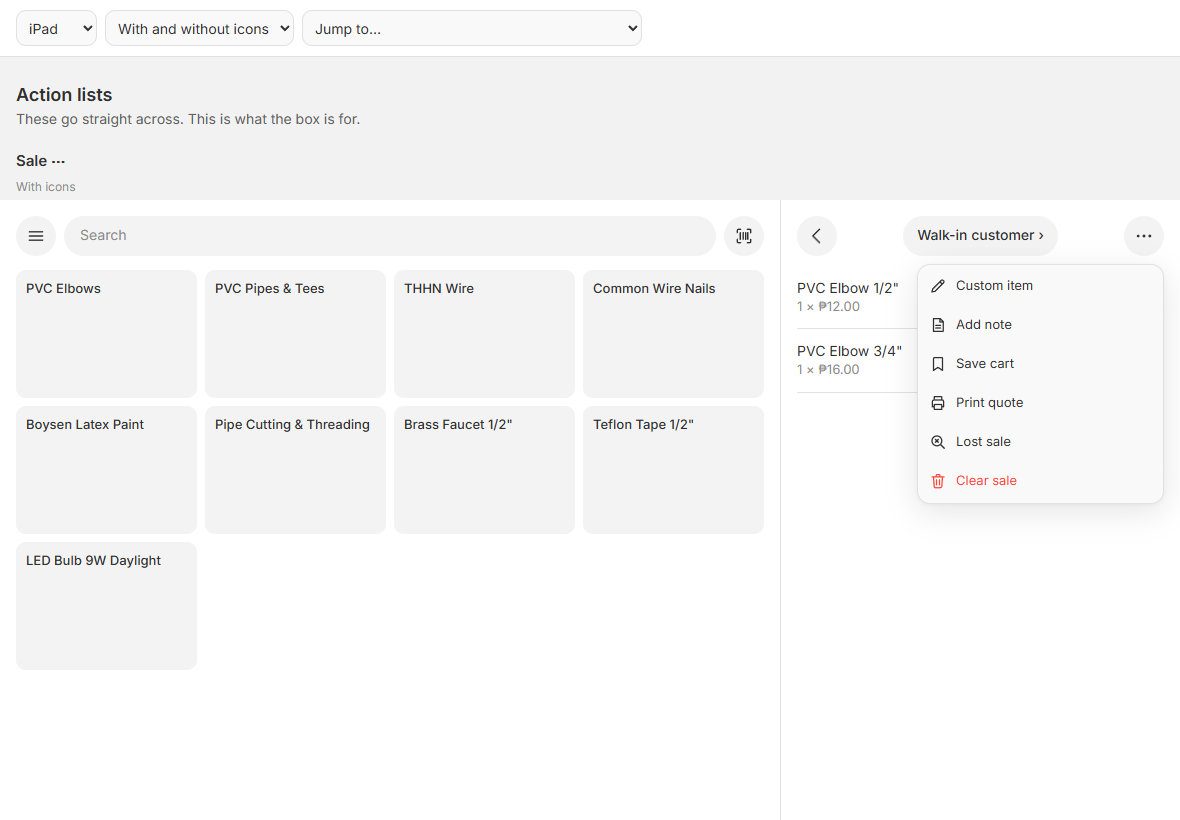 iPad
With and without icons
Jump to...
Action lists
These go straight across. This is what the box is for.
Sale ···
With icons
Search
Walk-in customer ›
PVC Elbows
PVC Pipes & Tees
THHN Wire
Common Wire Nails
Boysen Latex Paint
Pipe Cutting & Threading
Brass Faucet 1/2"
Teflon Tape 1/2"
LED Bulb 9W Daylight
PVC Elbow 1/2"
1 × ₱12.00
PVC Elbow 3/4"
1 × ₱16.00
Custom item
Add note
Save cart
Print quote
Lost sale
Clear sale